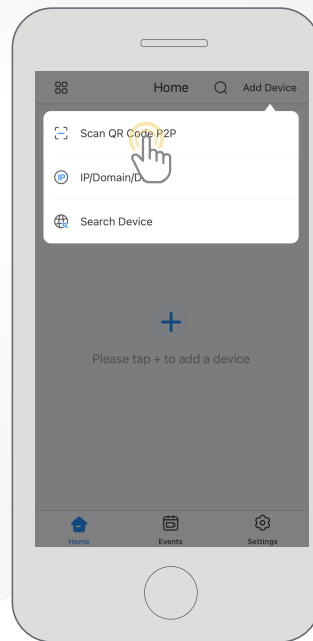 Home
Add Device
Scan QR Code P2P
IP/Domain/D
Search Device
Please tap + to add a device
Home
Events
Settings